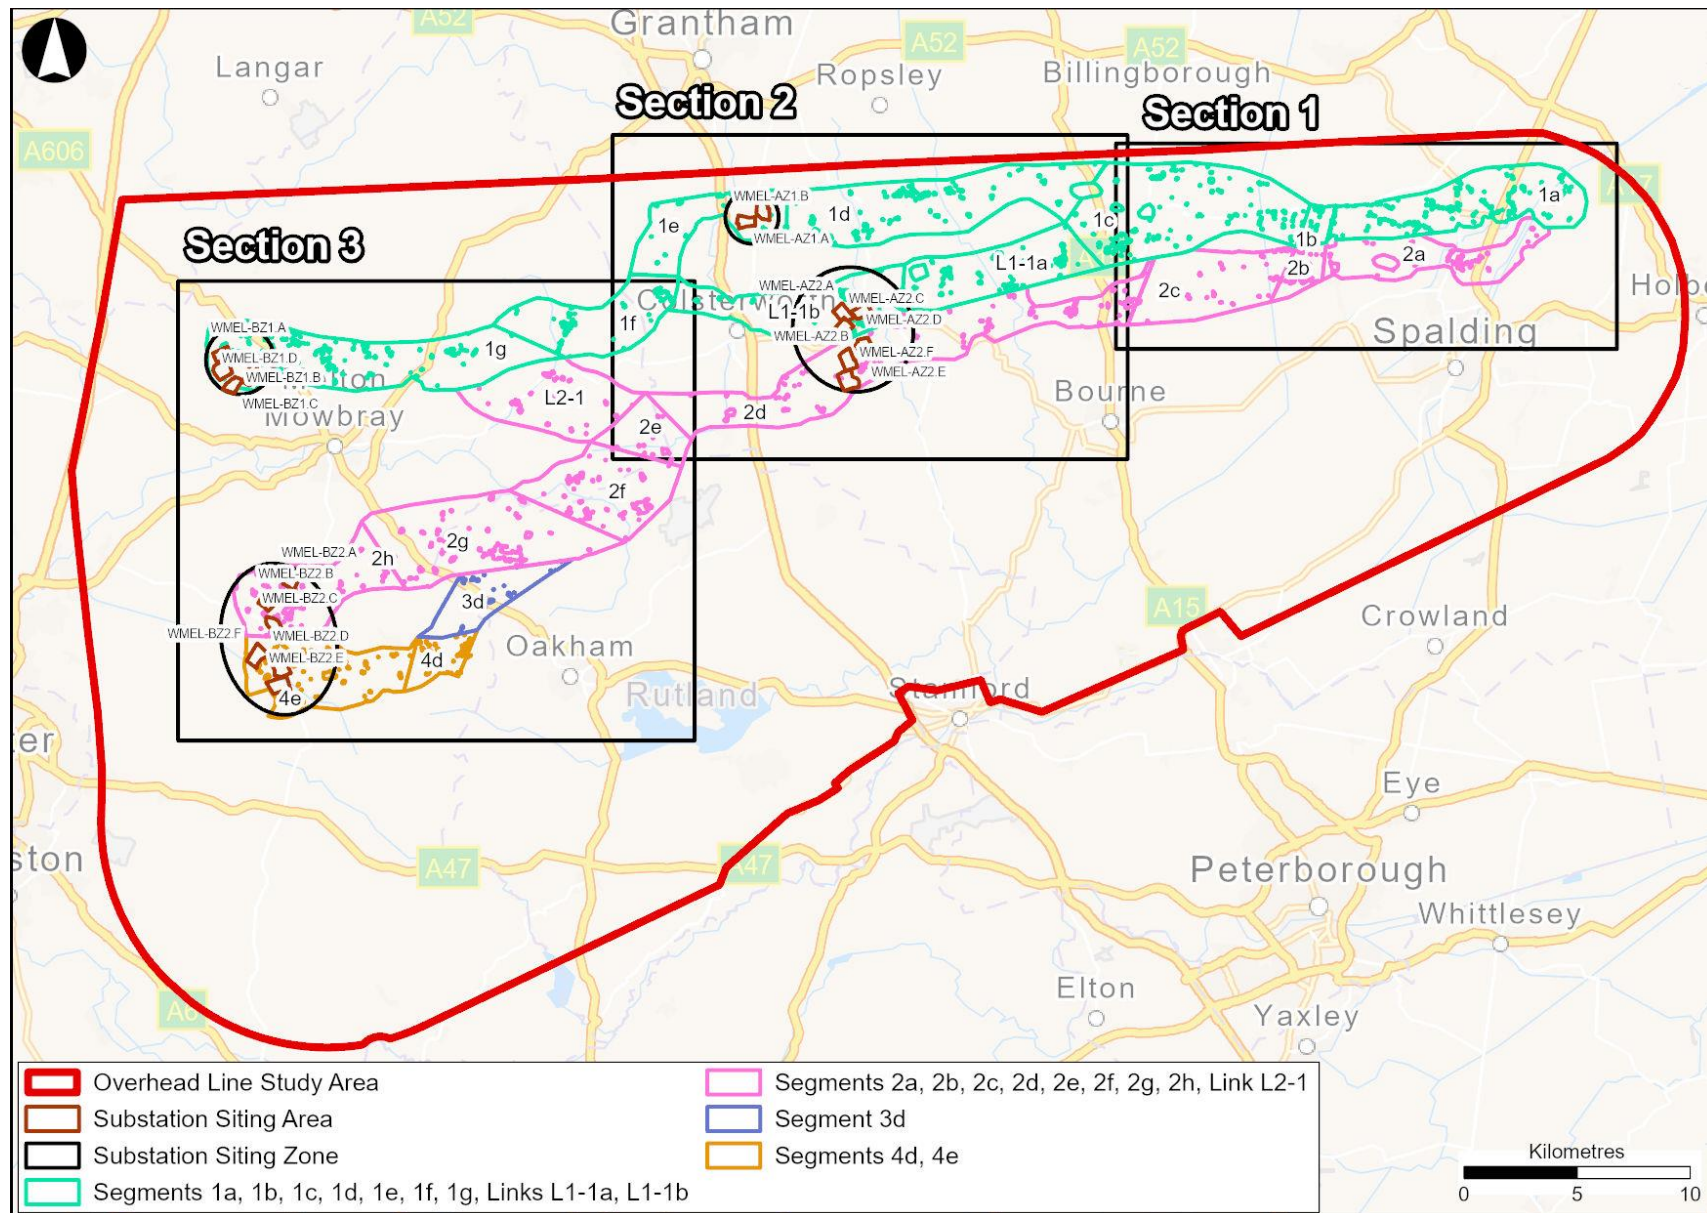 A52
Grantham
A52
A52
Langar
Ropsley
Billingborough
Section 2
Section 1
A606
WMEL-AZ1.B
1a
1e
1d
1c
WMEL-AZ1.A
1b
Section 3
2a
L1-1a
2b
WMEL-AZ2.A
2c
WMEL-AZ2.C
L1-1b
1f
WMEL-AZ2.D
WMEL-BZ1.A
WMEL-AZ2.B
Spalding
1g
WMEL-AZ2.F
WMEL-BZ1.D
WMEL-AZ2.E
WMEL-BZ1.B
WMEL-BZ1.C
L2-1
Bourne
Mowbray
2d
2e
2f
2g
WMEL-BZ2.A
2h
WMEL-BZ2.B
WMEL-BZ2.C
3d
A15
Crowland
WMEL-BZ2.F
WMEL-BZ2.D
Oakham
WMEL-BZ2.E
4d
Rutland
4e
Stamford
Eye
A47
A47
Peterborough
Whittlesey
Elton
Yaxley
Overhead Line Study Area
Substation Siting Area
Substation Siting Zone
Segments 1a, 1b, 1c, 1d, 1e, 1f, 1g, Links L1-1a, L1-1b
Segments 2a, 2b, 2c, 2d, 2e, 2f, 2g, 2h, Link L2-1
Segment 3d
Segments 4d, 4e
Kilometres
0 5 10